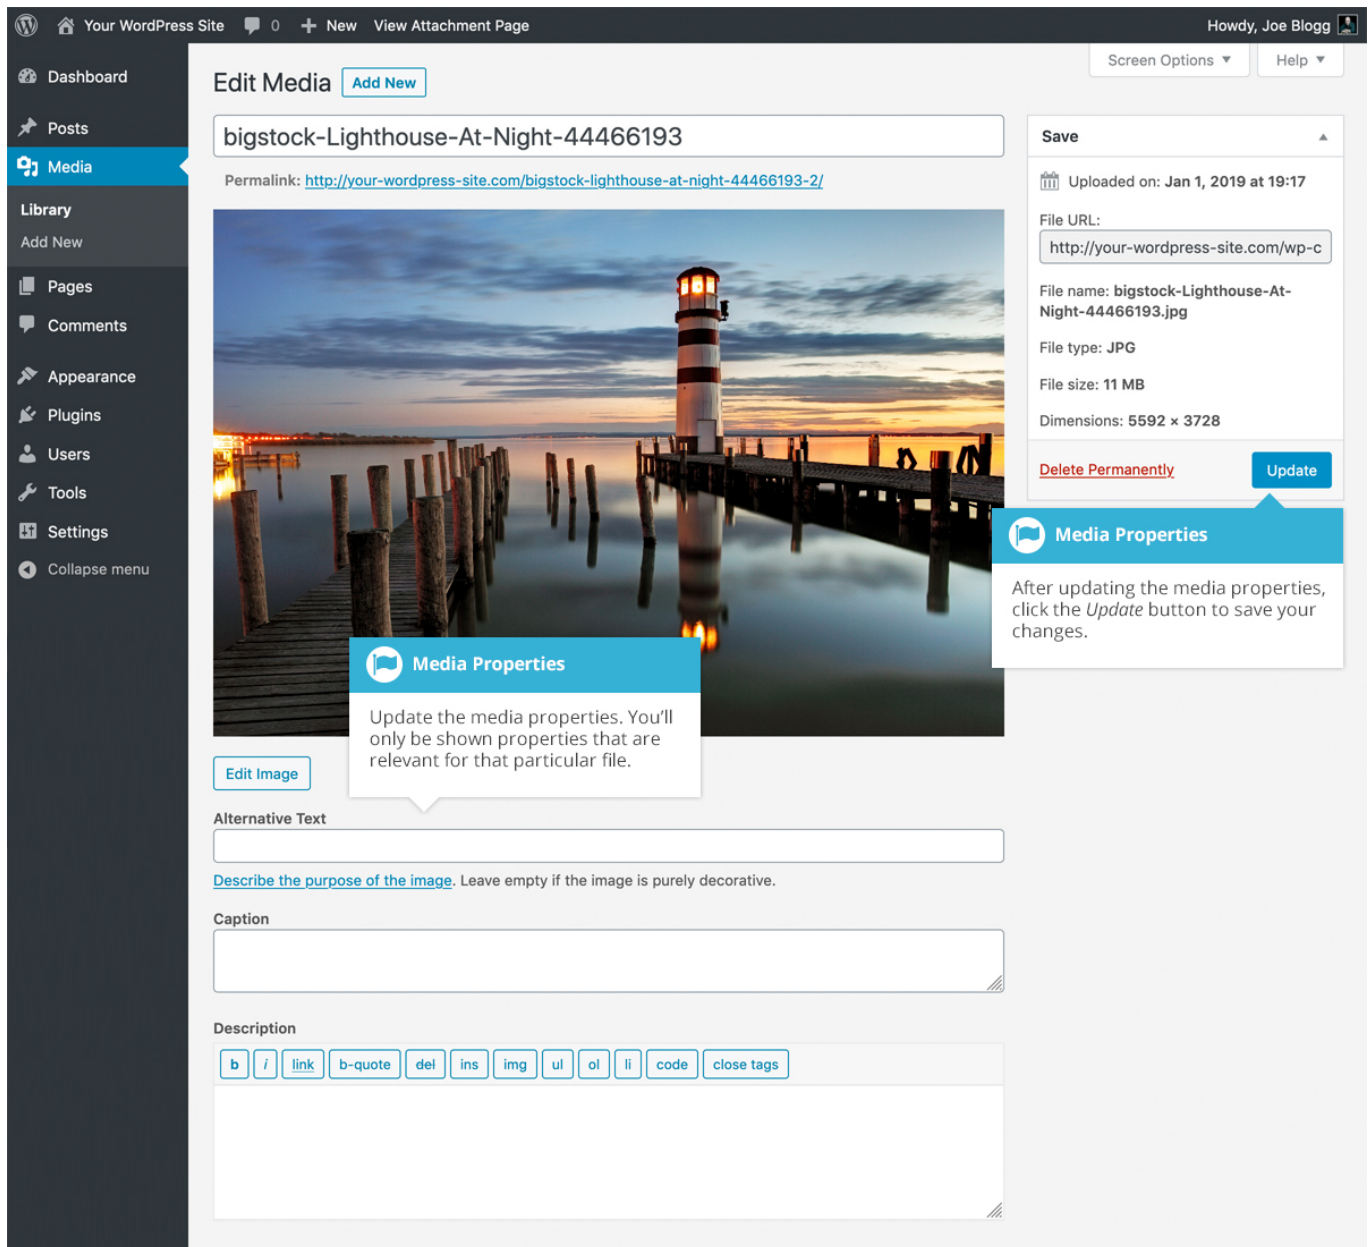 Your WordPress Site 0 New View Attachment Page Howdy, Joe Blogg
Screen Options Help
Dashboard
Posts
Media
Library
Add New
Pages
Comments
Appearance
Plugins
Users
Tools
Settings
Collapse menu
Edit Media Add New
bigstock-Lighthouse-At-Night-44466193
Permalink: http://your-wordpress-site.com/bigstock-lighthouse-at-night-44466193-2/
Save
Uploaded on: Jan 1, 2019 at 19:17
File URL:
http://your-wordpress-site.com/wp-c
File name: bigstock-Lighthouse-At-
Night-44466193.jpg
File type: JPG
File size: 11 MB
Dimensions: 5592 × 3728
Delete Permanently Update
Media Properties
After updating the media properties,
click the Update button to save your
changes.
Media Properties
Update the media properties. You’ll
only be shown properties that are
relevant for that particular file.
Edit Image
Alternative Text
Describe the purpose of the image. Leave empty if the image is purely decorative.
Caption
Description
b i link b-quote del ins img ul ol li code close tags